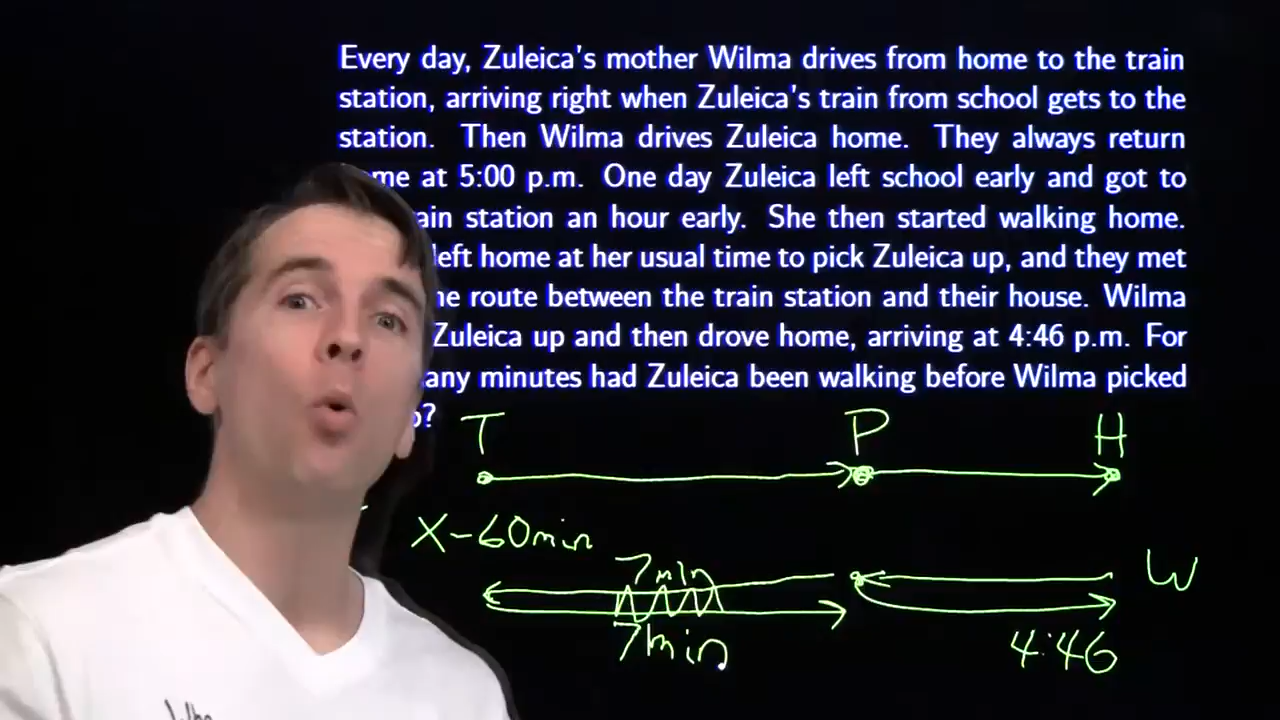 Every day, Zuleica's mother Wilma drives from home to the train
station, arriving right when Zuleica's train from school gets to the
station. Then Wilma drives Zuleica home. They always return
me at 5:00 p.m. One day Zuleica left school early and got to
ain station an hour early. She then started walking home.
left home at her usual time to pick Zuleica up, and they met
he route between the train station and their house. Wilma
Zuleica up and then drove home, arriving at 4:46 p.m. For
any minutes had Zuleica been walking before Wilma picked
p?
T P H
X-60min
7min
W
7min
4:46